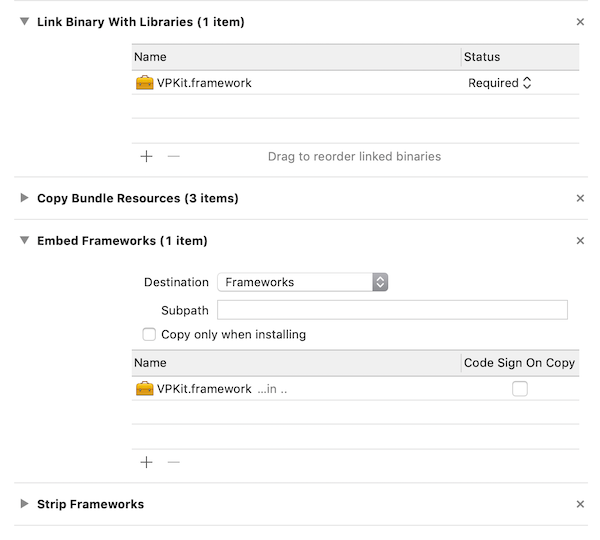 Link Binary With Libraries (1 item)
Name Status
VPKit.framework Required
Drag to reorder linked binaries
Copy Bundle Resources (3 items)
Embed Frameworks (1 item)
Destination Frameworks
Subpath
Copy only when installing
Name Code Sign On Copy
VPKit.framework ...in ..
Strip Frameworks